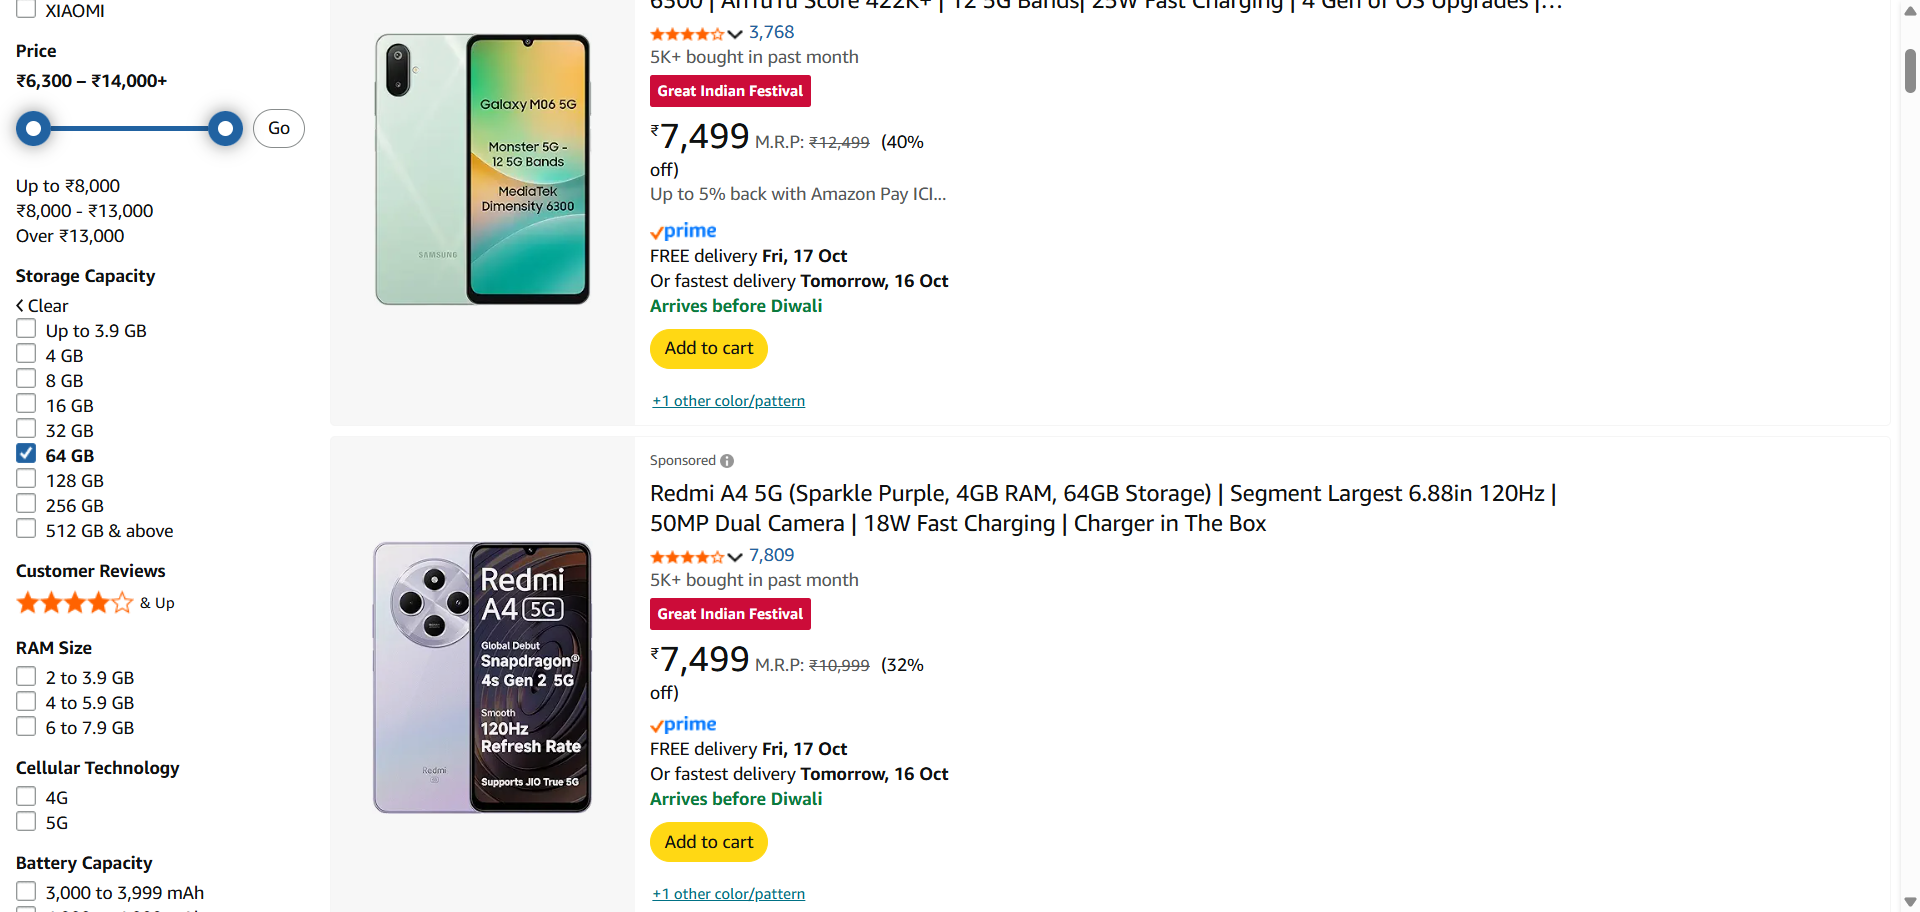 XIAOMI
Price
₹6,300 – ₹14,000+
Go
Up to ₹8,000
₹8,000 - ₹13,000
Over ₹13,000
Storage Capacity
Clear
Up to 3.9 GB
4 GB
8 GB
16 GB
32 GB
64 GB
128 GB
256 GB
512 GB & above
Customer Reviews
& Up
RAM Size
2 to 3.9 GB
4 to 5.9 GB
6 to 7.9 GB
Cellular Technology
4G
5G
Battery Capacity
3,000 to 3,999 mAh
Galaxy M06 5G
Monster 5G -
12 5G Bands
MediaTek
Dimensity 6300
SAMSUNG
6300 | AnTuTu Score 422K+ | 12 5G Bands| 25W Fast Charging | 4 Gen of OS Upgrades |...
3,768
5K+ bought in past month
Great Indian Festival
₹7,499 M.R.P: ₹12,499 (40%
off)
Up to 5% back with Amazon Pay ICI...
prime
FREE delivery Fri, 17 Oct
Or fastest delivery Tomorrow, 16 Oct
Arrives before Diwali
Add to cart
+1 other color/pattern
Redmi
A4 5G
Global Debut
Snapdragon®
4s Gen 2 5G
Smooth
120Hz
Refresh Rate
Supports JIO True 5G
Redmi
Sponsored
Redmi A4 5G (Sparkle Purple, 4GB RAM, 64GB Storage) | Segment Largest 6.88in 120Hz |
50MP Dual Camera | 18W Fast Charging | Charger in The Box
7,809
5K+ bought in past month
Great Indian Festival
₹7,499 M.R.P: ₹10,999 (32%
off)
prime
FREE delivery Fri, 17 Oct
Or fastest delivery Tomorrow, 16 Oct
Arrives before Diwali
Add to cart
+1 other color/pattern